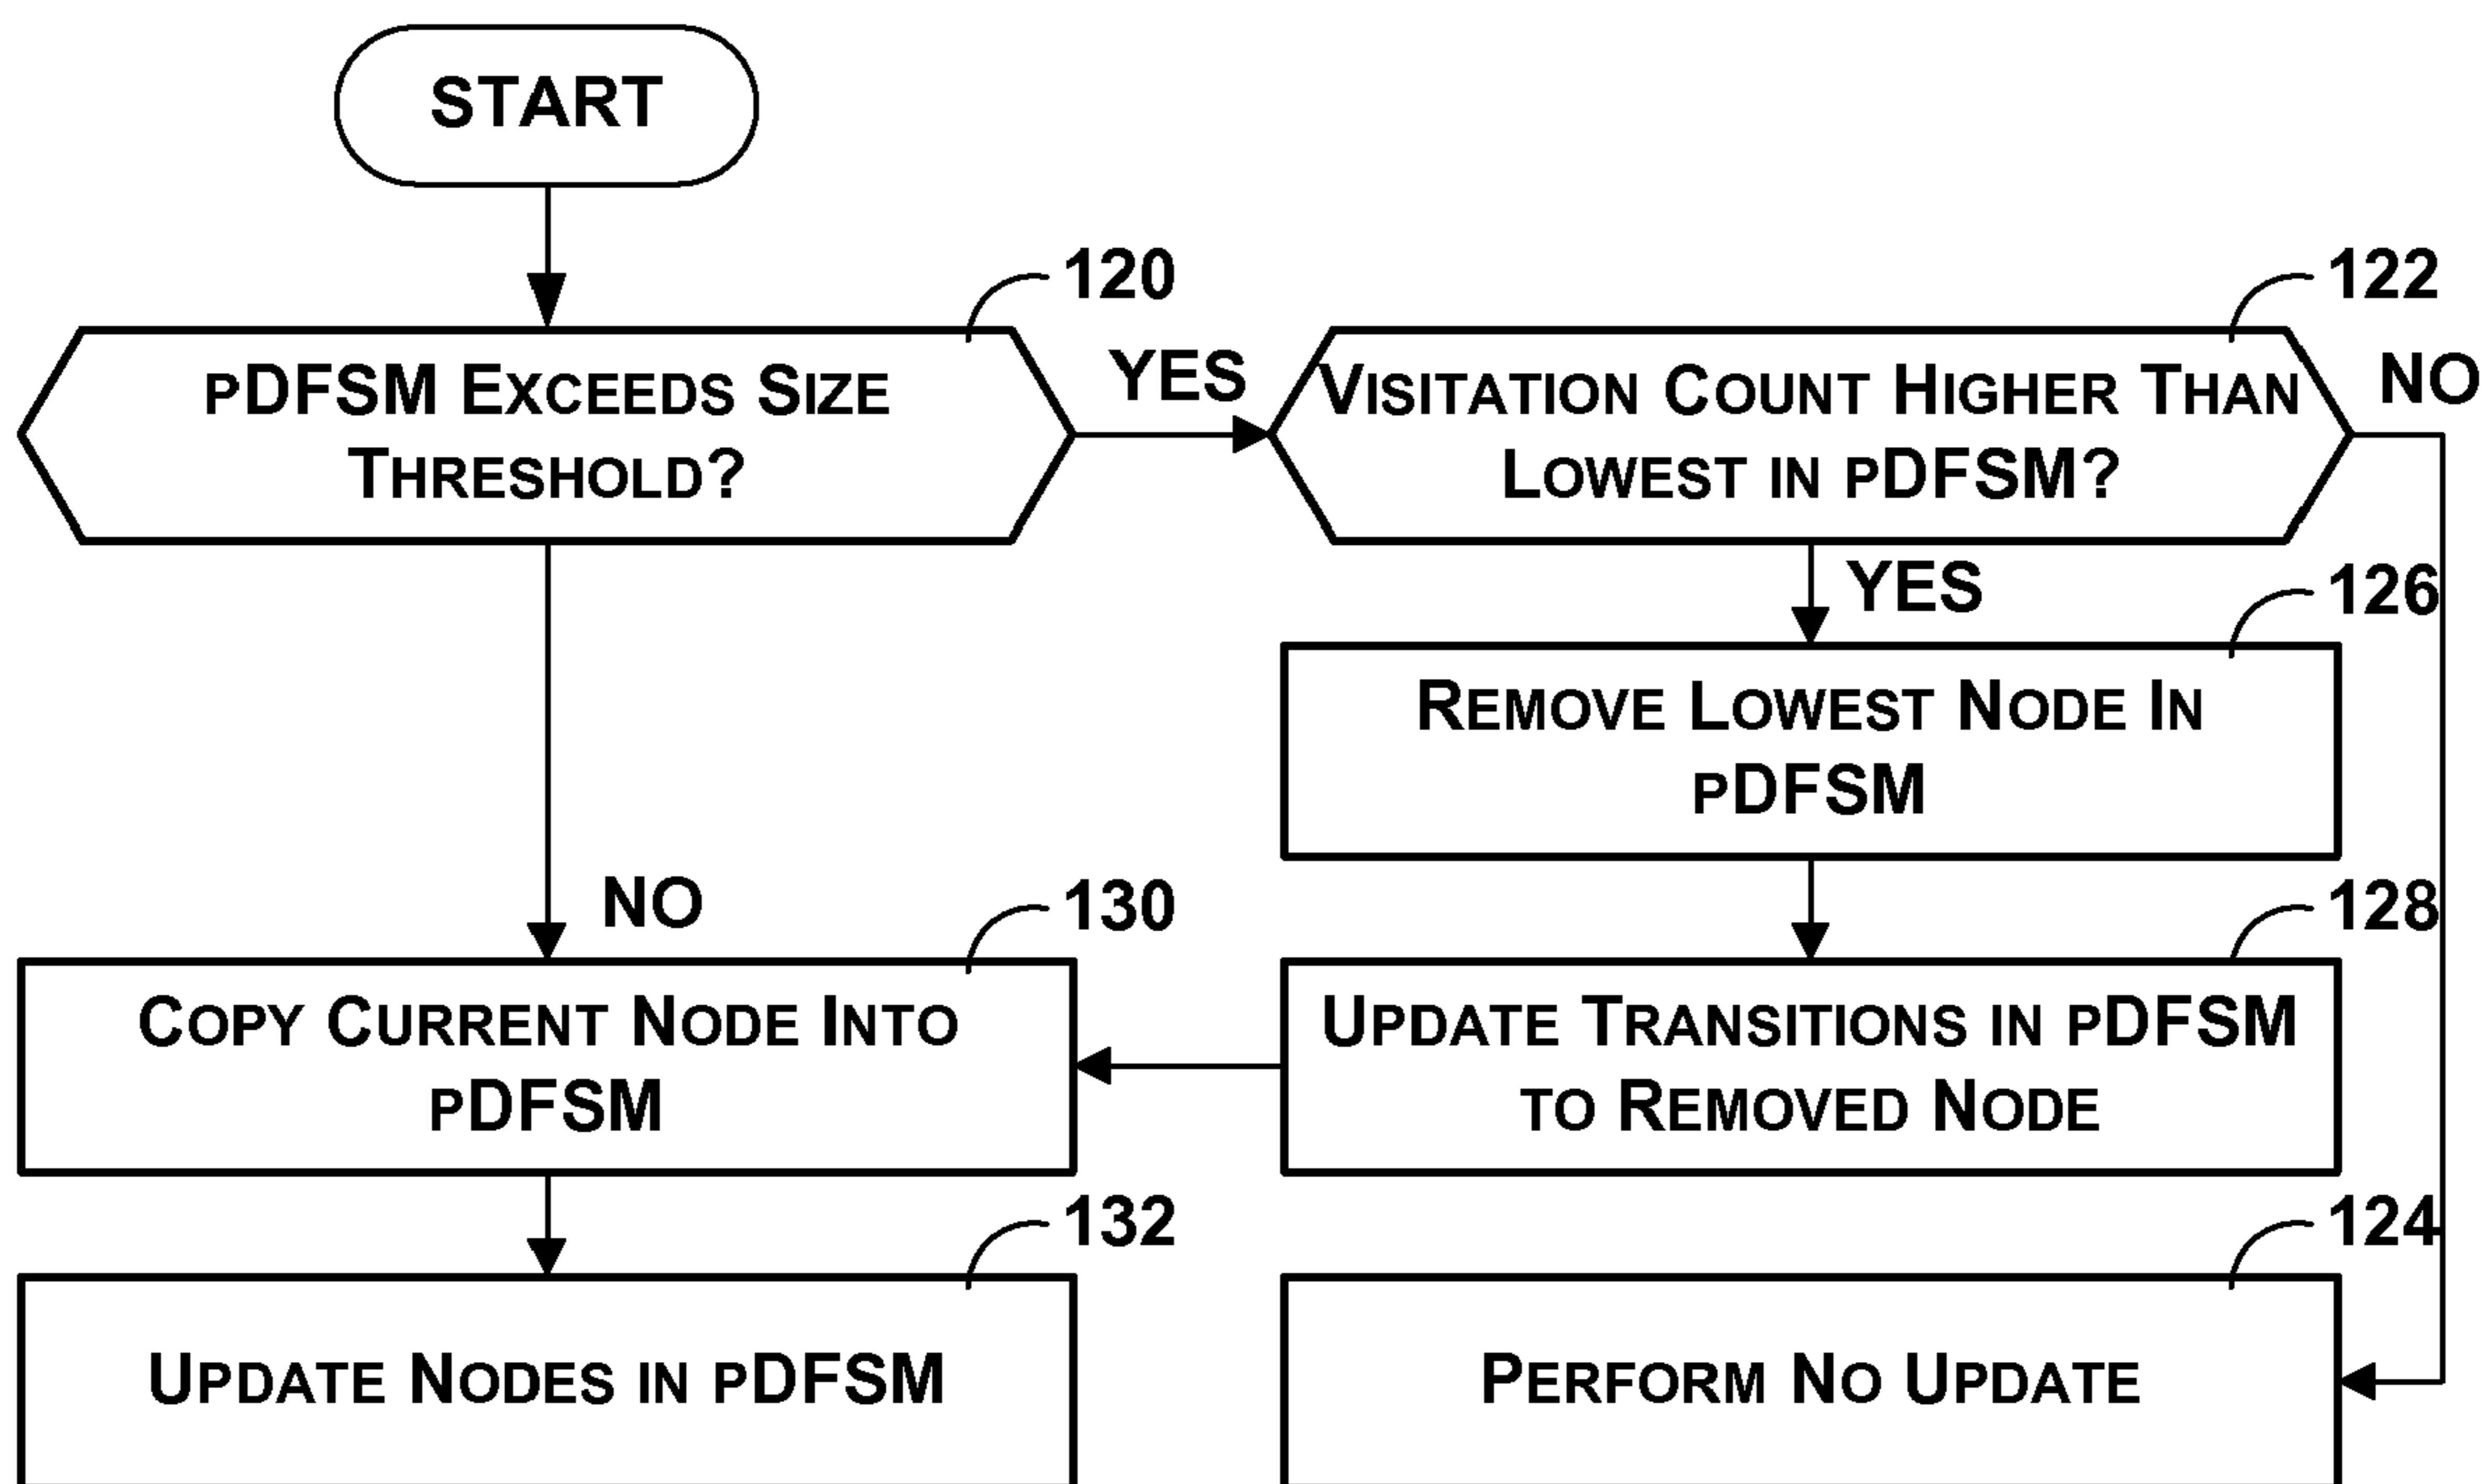 START
120
PDFSM EXCEEDS SIZE
THRESHOLD?
YES
122
VISITATION COUNT HIGHER THAN
LOWEST IN PDFSM?
NO
YES
126
REMOVE LOWEST NODE IN
PDFSM
NO
130
COPY CURRENT NODE INTO
PDFSM
128
UPDATE TRANSITIONS IN PDFSM
TO REMOVED NODE
132
UPDATE NODES IN PDFSM
124
PERFORM NO UPDATE